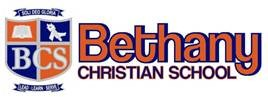 SOLI DEO GLORIA
BCS
LEAD · LEARN · SERVE
Bethany
CHRISTIAN SCHOOL